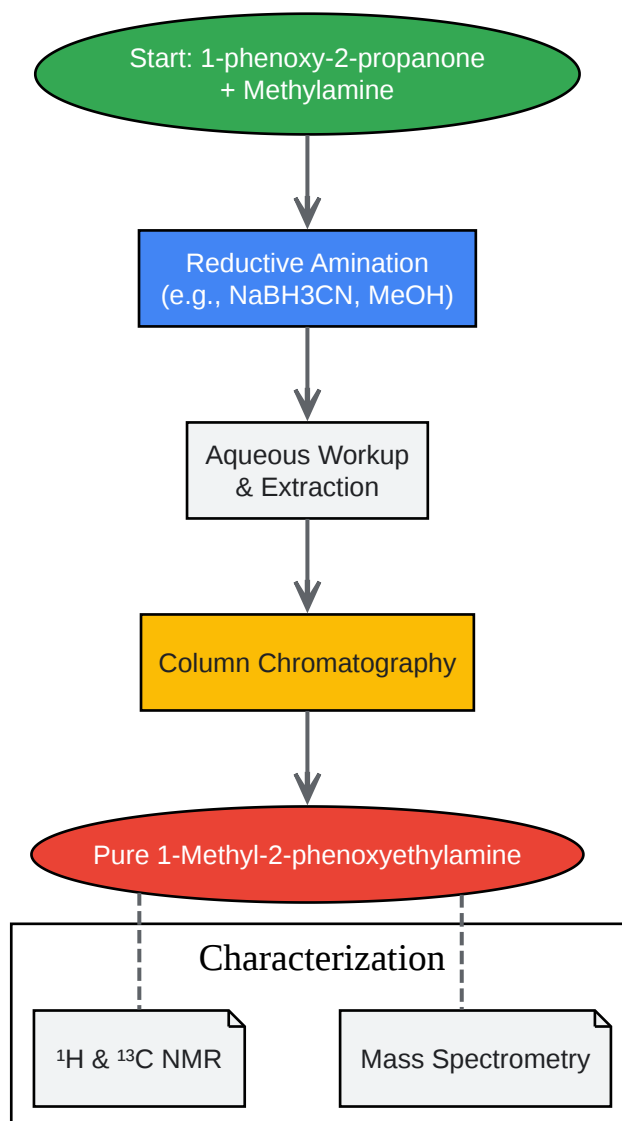 Start: 1-phenoxy-2-propanone
+ Methylamine
Reductive Amination
(e.g., NaBH3CN, MeOH)
Aqueous Workup
& Extraction
Column Chromatography
Pure 1-Methyl-2-phenoxyethylamine
Characterization
¹H & ¹³C NMR
Mass Spectrometry